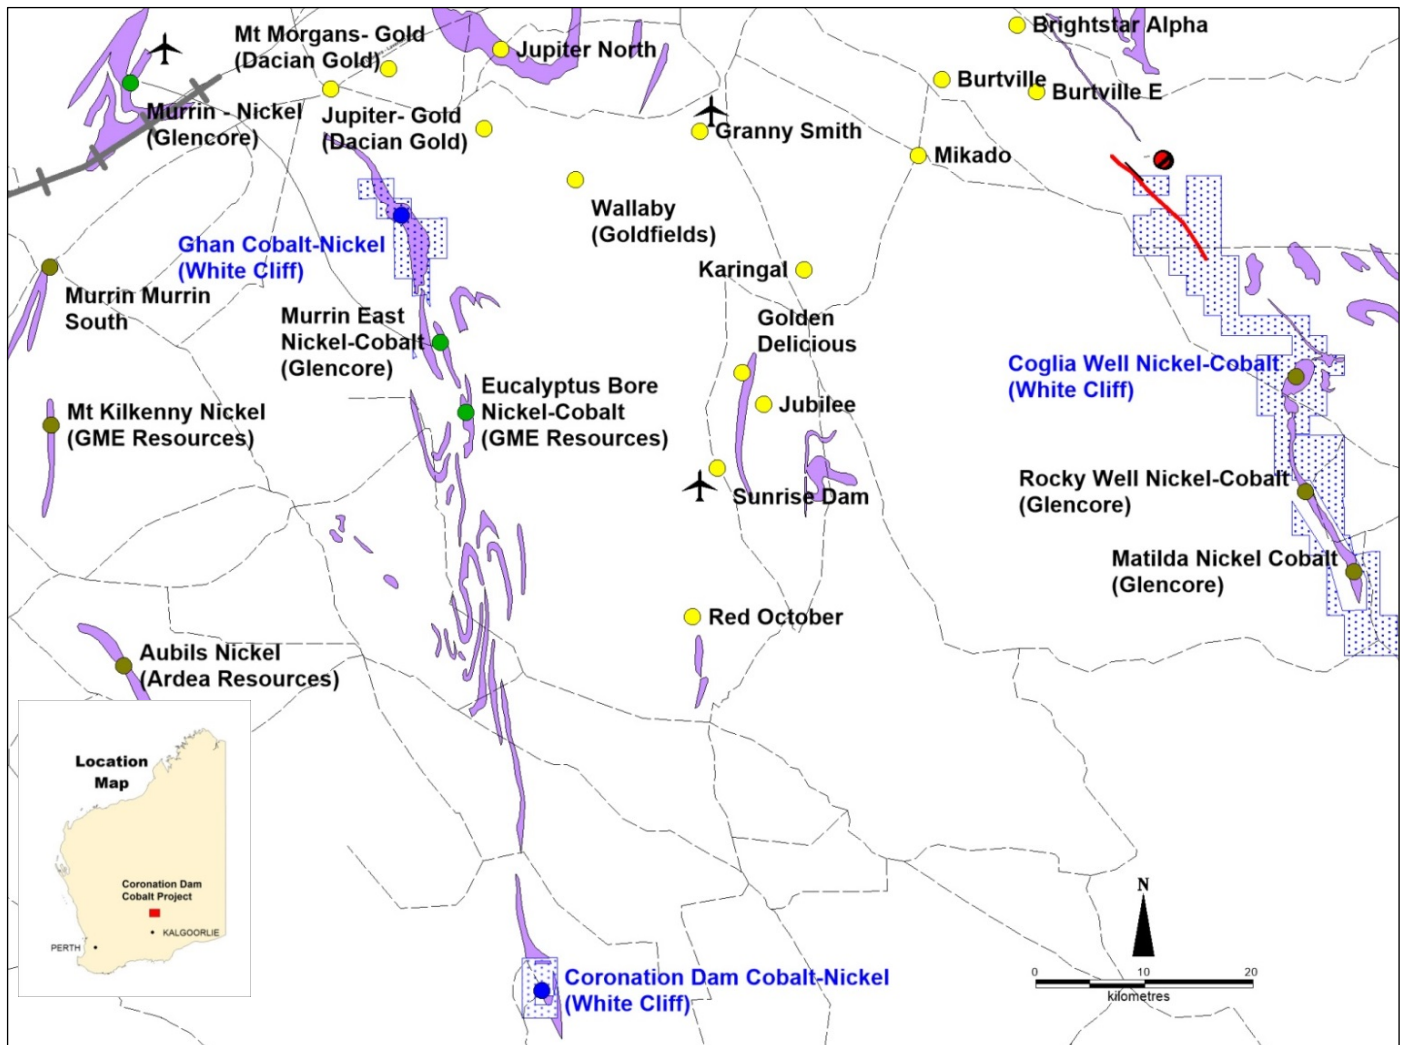 Brightstar Alpha
Mt Morgans- Gold
(Dacian Gold)
Jupiter North
Burtville
Burtville E
Murrin - Nickel
(Glencore)
Jupiter- Gold
(Dacian Gold)
Granny Smith
Mikado
Wallaby
(Goldfields)
Ghan Cobalt-Nickel
(White Cliff)
Karingal
Murrin Murrin
South
Murrin East
Nickel-Cobalt
(Glencore)
Golden
Delicious
Coglia Well Nickel-Cobalt
(White Cliff)
Eucalyptus Bore
Nickel-Cobalt
(GME Resources)
Jubilee
Mt Kilkenny Nickel
(GME Resources)
Sunrise Dam
Rocky Well Nickel-Cobalt
(Glencore)
Matilda Nickel Cobalt
(Glencore)
Red October
Aubils Nickel
(Ardea Resources)
Location
Map
Coronation Dam
Cobalt Project
KALGOORLIE
PERTH
N
0 10 20
kilometres
Coronation Dam Cobalt-Nickel
(White Cliff)